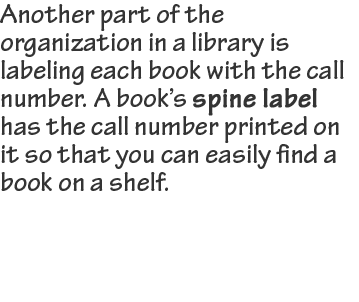 Another part of the
organization in a library is
labeling each book with the call
number. A book’s spine label
has the call number printed on
it so that you can easily find a
book on a shelf.